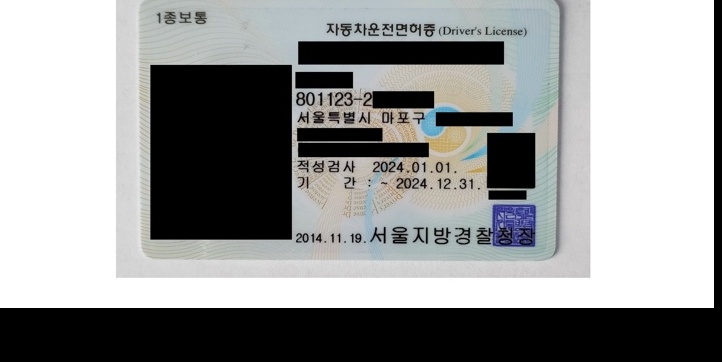 1종보통
자동차운전면허증 (Driver's License)
801123-2
서울특별시 마포구
적성검사 2024.01.01.
기 간 : ~ 2024.12.31.
2014.11.19. 서울지방경찰청장